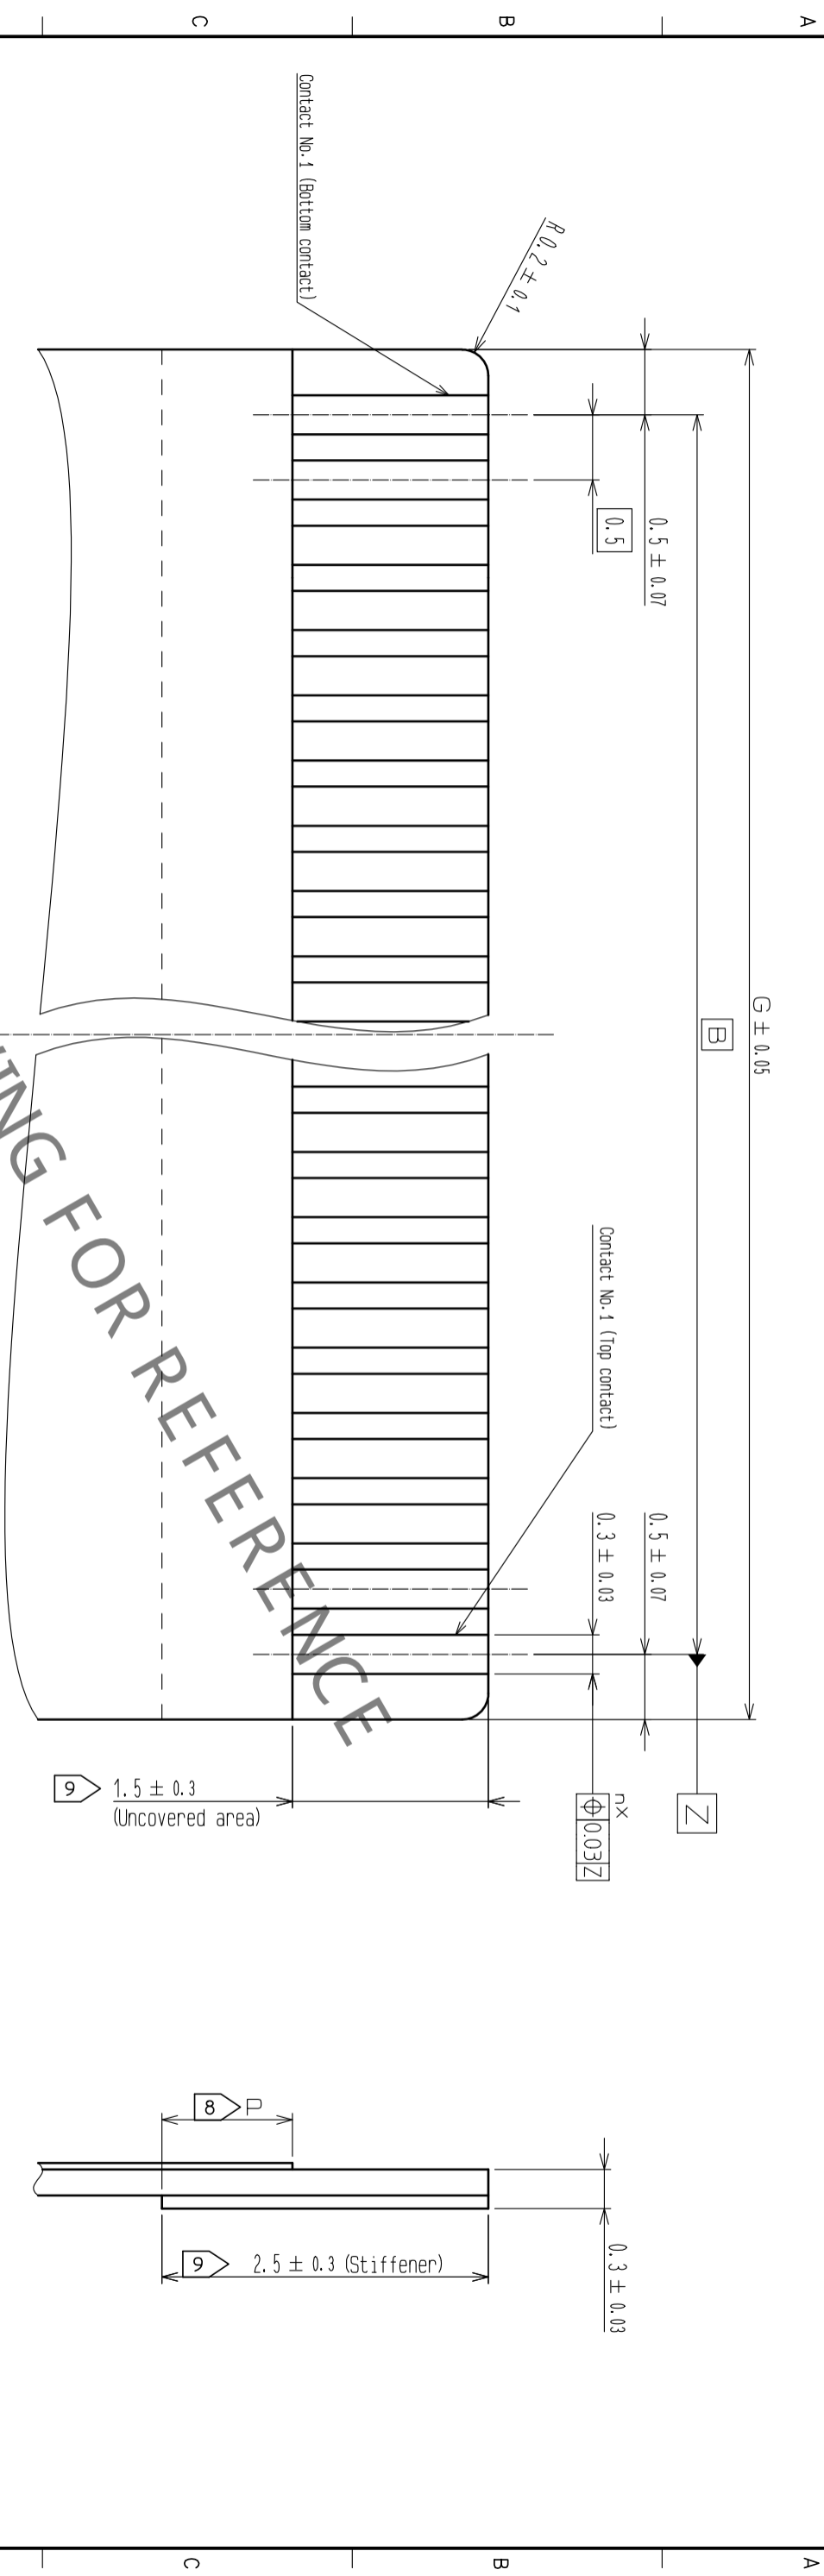 A
B
C
G ± 0.05
B
Z
0.5 ± 0.07
0.5 ± 0.07
0.5
0.3 ± 0.03
nx
⌖ 0.03 Z
R 0.2 ± 0.1
Contact No.1 (Top contact)
Contact No.1 (Bottom contact)
9 1.5 ± 0.3
(Uncovered area)
FOR REFERENCE
0.3 ± 0.03
8 P
9 2.5 ± 0.3 (Stiffener)
A
B
C